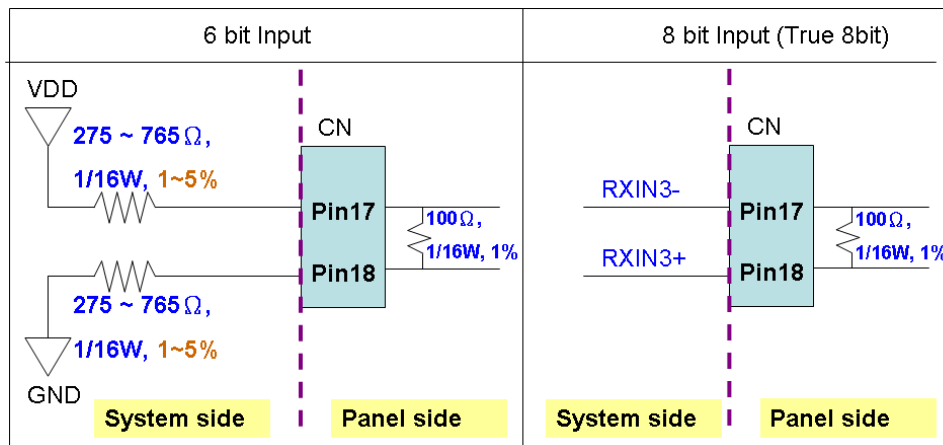 6 bit Input
8 bit Input (True 8bit)
VDD
275 ~ 765Ω,
1/16W, 1~5%
CN
Pin17
Pin18
100Ω,
1/16W, 1%
275 ~ 765Ω,
1/16W, 1~5%
GND
System side
Panel side
CN
RXIN3-
RXIN3+
Pin17
Pin18
100Ω,
1/16W, 1%
System side
Panel side